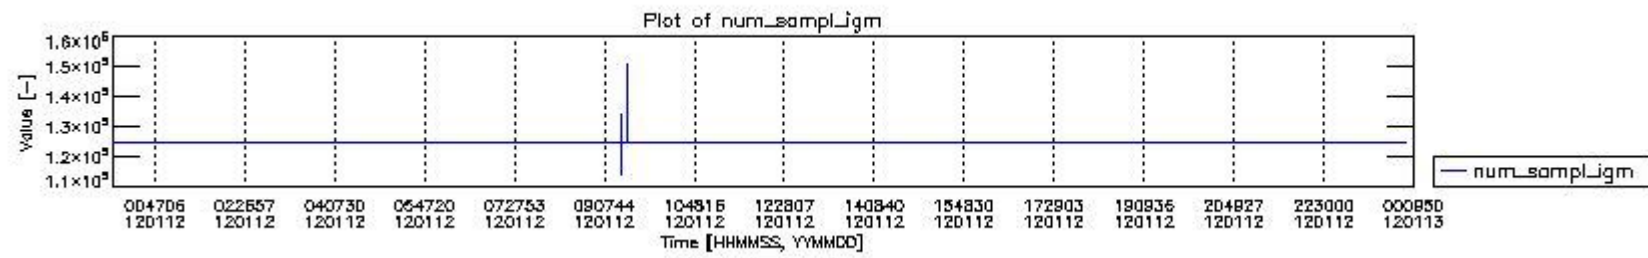 Plot of num_sampl_igm
1.6×10⁵
1.5×10⁵
1.4×10⁵
1.3×10⁵
1.2×10⁵
1.1×10⁵
Value [-]
num_sampl_igm
004706 022657 040730 054720 072753 090744 104816 122807 140840 154830 172903 190936 204927 223000 000950
120112 120112 120112 120112 120112 120112 120112 120112 120112 120112 120112 120112 120112 120112 120113
Time [HHMMSS, YYMMDD]